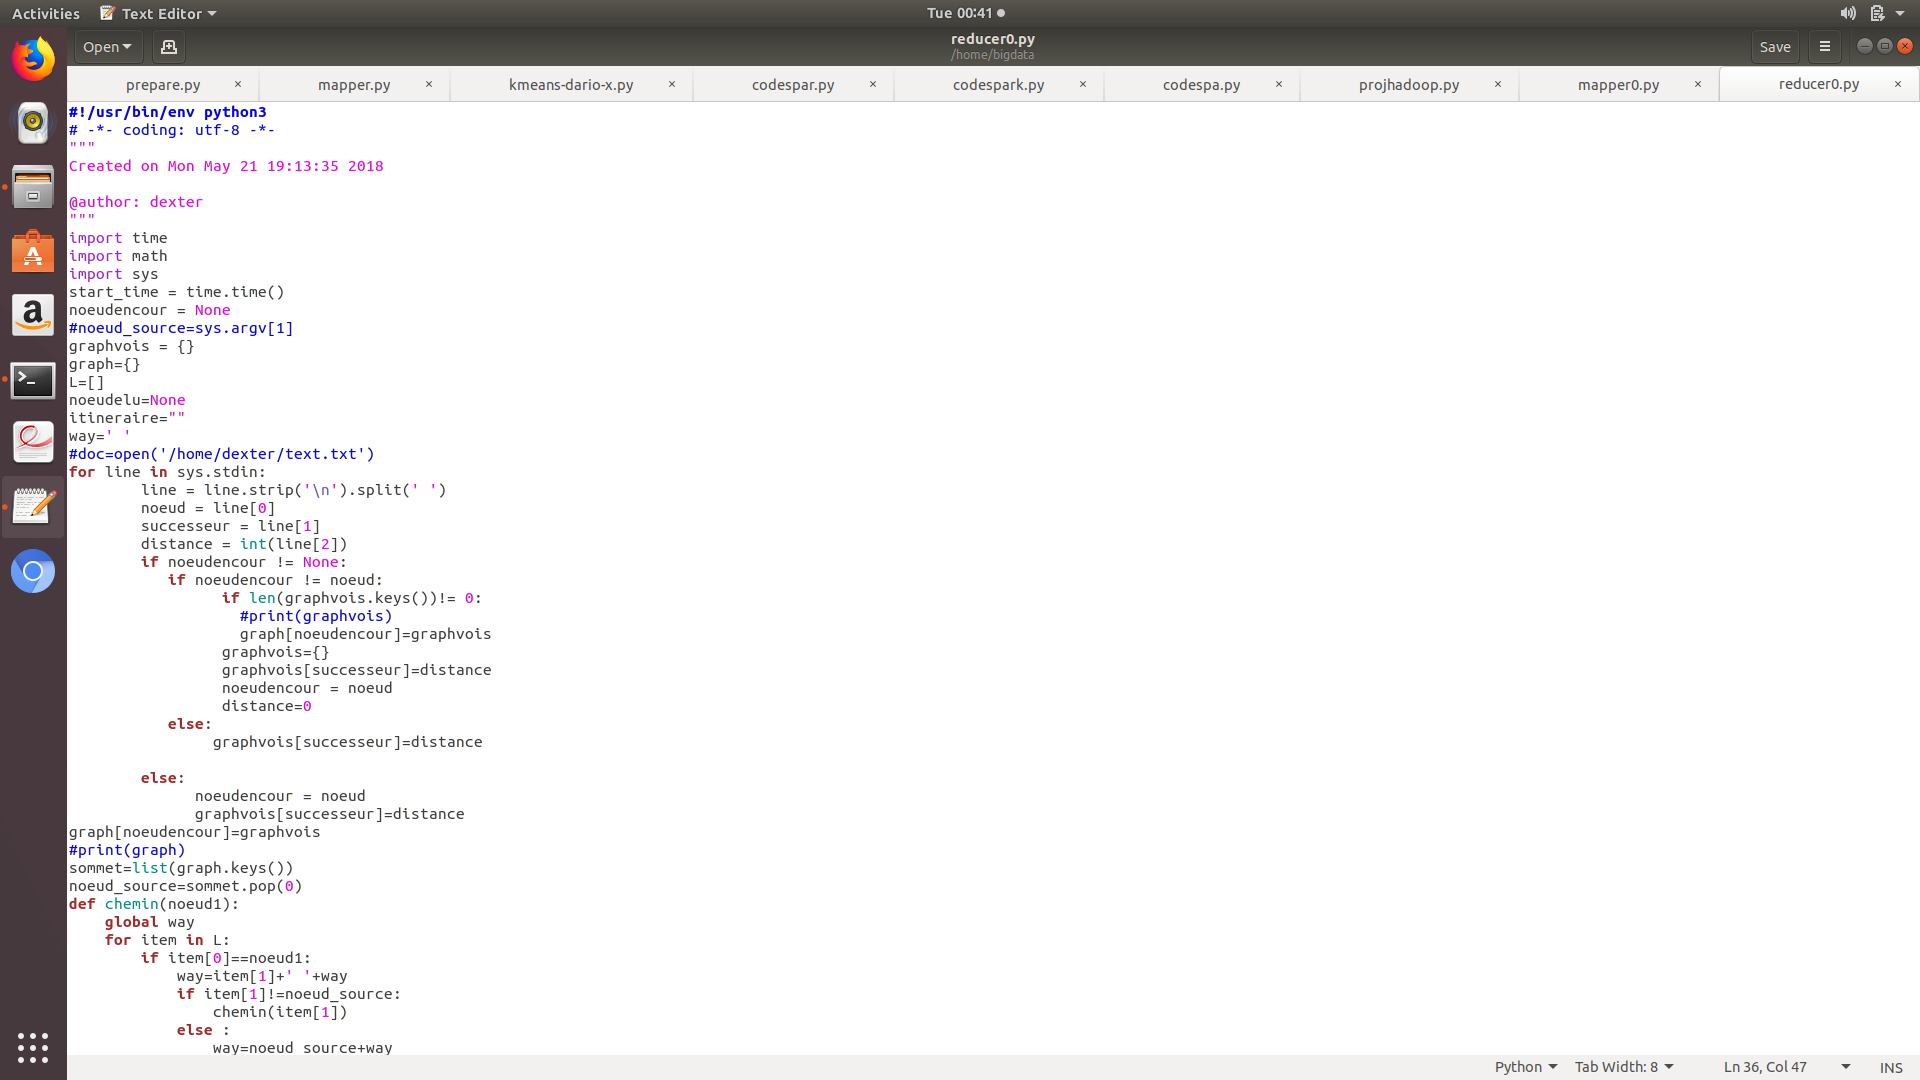 Activities Text Editor Tue 00:41
Open reducer0.py Save
/home/bigdata
prepare.py × mapper.py × kmeans-dario-x.py × codespar.py × codespark.py × codespa.py × projhadoop.py × mapper0.py × reducer0.py ×
#!/usr/bin/env python3
# -*- coding: utf-8 -*-
"""
Created on Mon May 21 19:13:35 2018
@author: dexter
"""
import time
import math
import sys
start_time = time.time()
noeudencour = None
#noeud_source=sys.argv[1]
graphvois = {}
graph={}
L=[]
noeudelu=None
itineraire=""
way=' '
#doc=open('/home/dexter/text.txt')
for line in sys.stdin:
        line = line.strip('\n').split(' ')
        noeud = line[0]
        successeur = line[1]
        distance = int(line[2])
        if noeudencour != None:
           if noeudencour != noeud:
                 if len(graphvois.keys())!= 0:
                   #print(graphvois)
                   graph[noeudencour]=graphvois
                 graphvois={}
                 graphvois[successeur]=distance
                 noeudencour = noeud
                 distance=0
           else:
                graphvois[successeur]=distance
        else:
              noeudencour = noeud
              graphvois[successeur]=distance
graph[noeudencour]=graphvois
#print(graph)
sommet=list(graph.keys())
noeud_source=sommet.pop(0)
def chemin(noeud1):
    global way
    for item in L:
        if item[0]==noeud1:
            way=item[1]+' '+way
            if item[1]!=noeud_source:
                chemin(item[1])
            else :
                way=noeud_source+way
Python Tab Width: 8 Ln 36, Col 47 INS